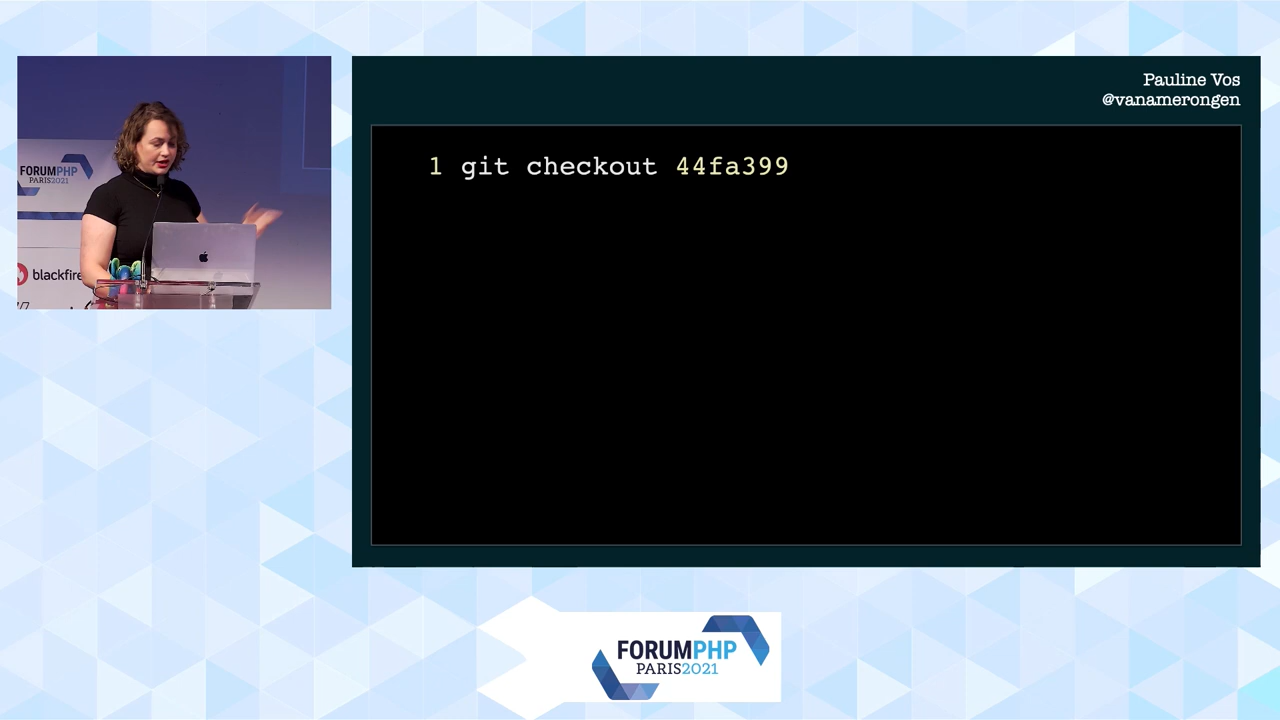 Pauline Vos
@vanamerongen
1 git checkout 44fa399
FORUMPHP
PARIS2021
blackfire
FORUMPHP
PARIS2021